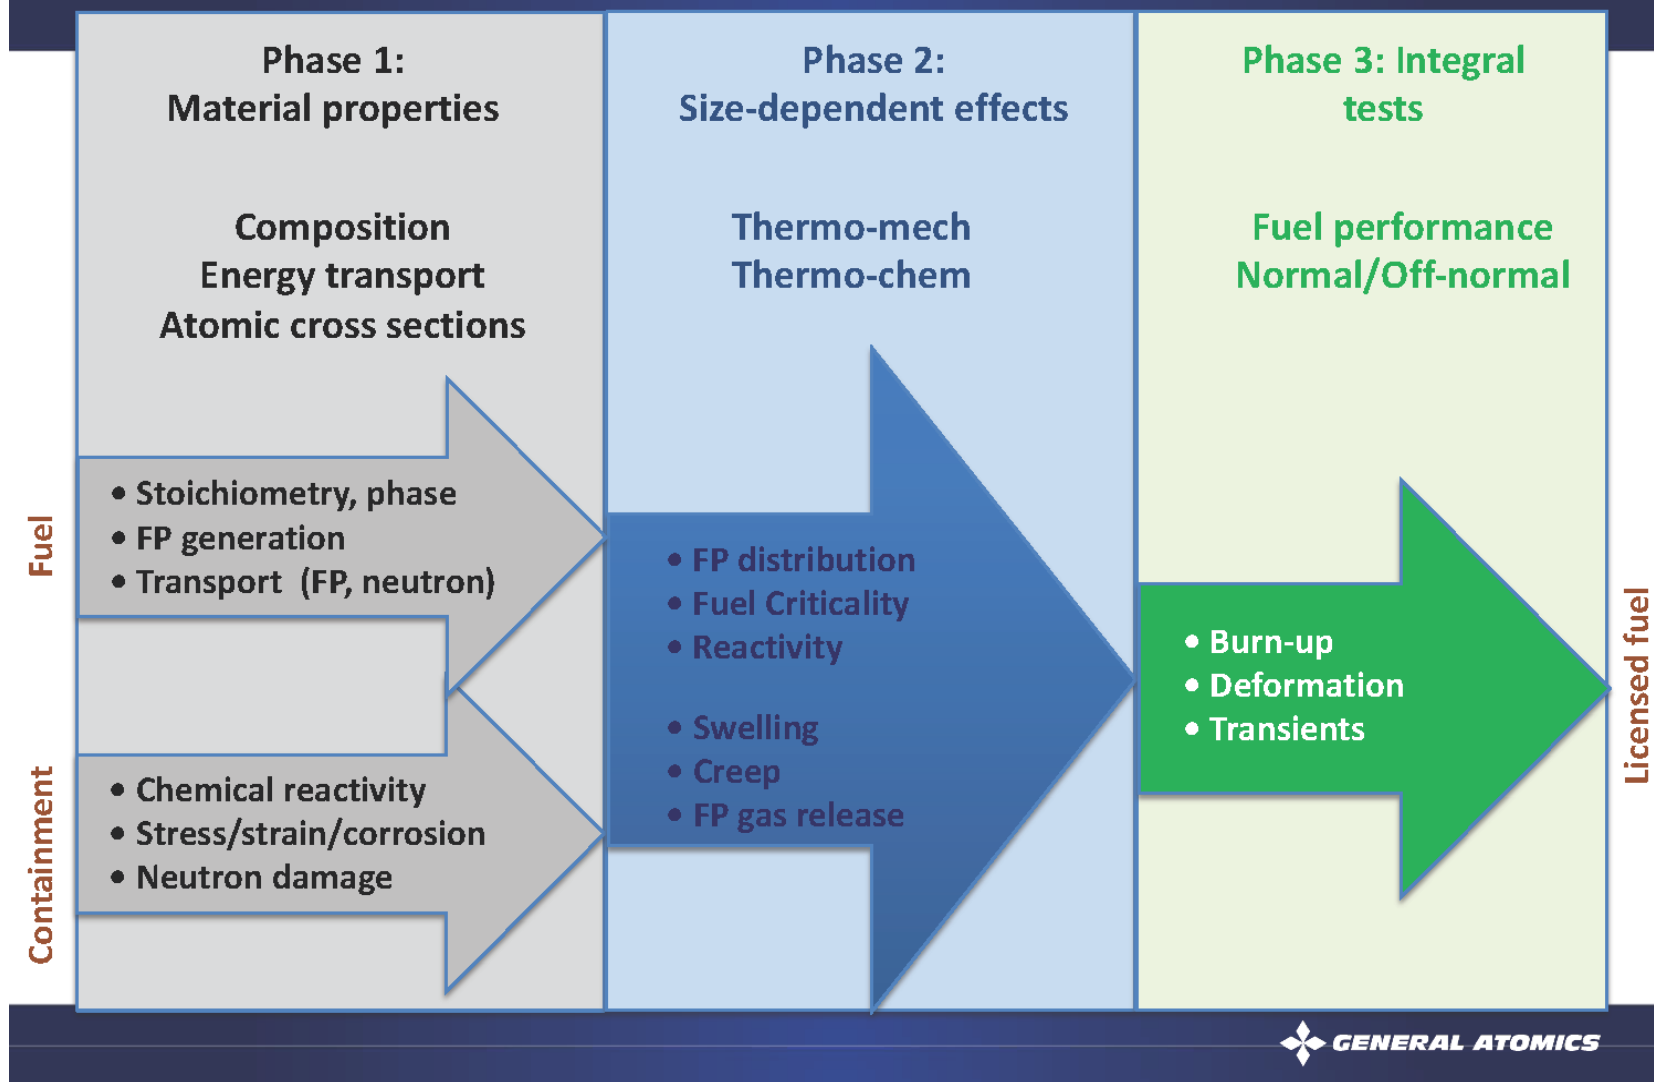 Phase 1:
Material properties
Composition
Energy transport
Atomic cross sections
Fuel
• Stoichiometry, phase
• FP generation
• Transport  (FP, neutron)
Containment
• Chemical reactivity
• Stress/strain/corrosion
• Neutron damage
Phase 2:
Size-dependent effects
Thermo-mech
Thermo-chem
• FP distribution
• Fuel Criticality
• Reactivity
• Swelling
• Creep
• FP gas release
Phase 3: Integral
tests
Fuel performance
Normal/Off-normal
• Burn-up
• Deformation
• Transients
Licensed fuel
GENERAL ATOMICS